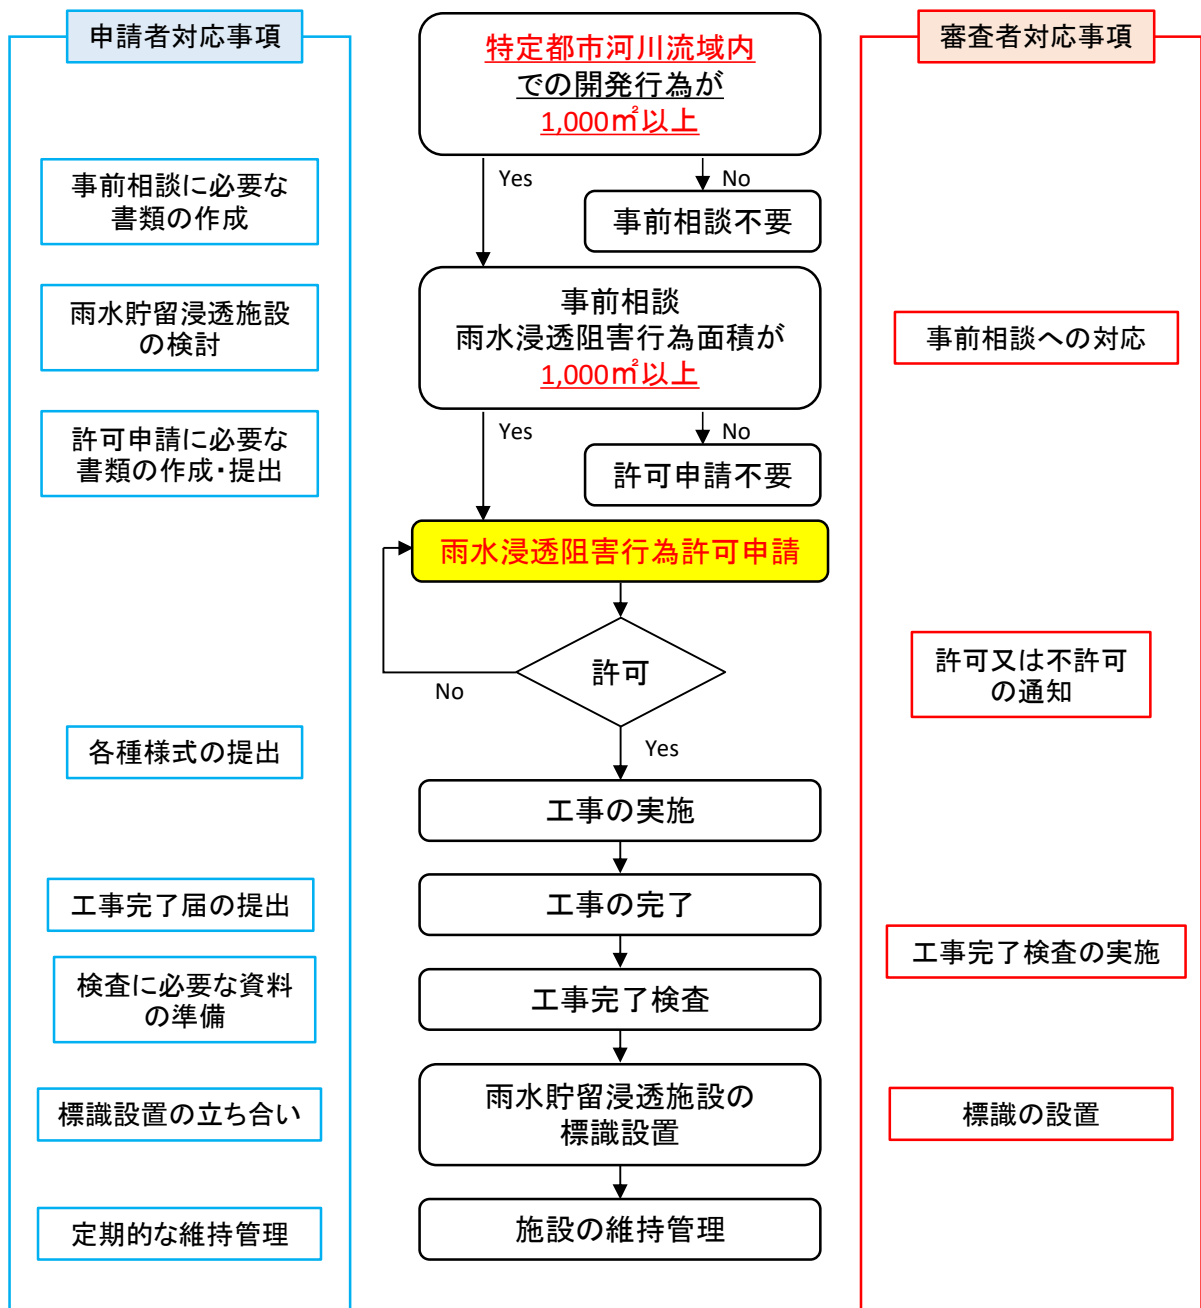 申請者対応事項
事前相談に必要な
書類の作成
雨水貯留浸透施設
の検討
許可申請に必要な
書類の作成・提出
各種様式の提出
工事完了届の提出
検査に必要な資料
の準備
標識設置の立ち合い
定期的な維持管理
特定都市河川流域内
での開発行為が
1,000㎡以上
Yes
No
事前相談不要
事前相談
雨水浸透阻害行為面積が
1,000㎡以上
Yes
No
許可申請不要
雨水浸透阻害行為許可申請
許可
No
Yes
工事の実施
工事の完了
工事完了検査
雨水貯留浸透施設の
標識設置
施設の維持管理
審査者対応事項
事前相談への対応
許可又は不許可
の通知
工事完了検査の実施
標識の設置